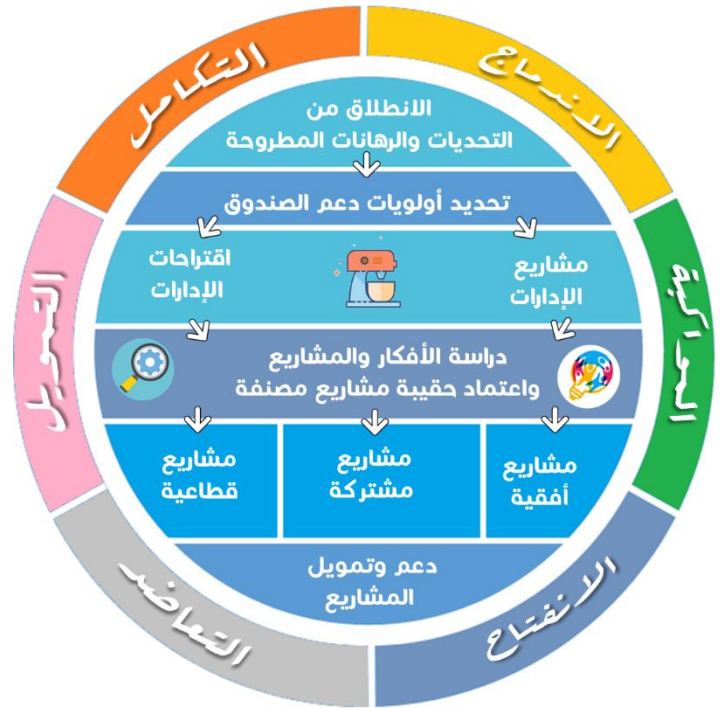 التكامل
الاندماج
المواكبة
الانفتاح
التعاضد
التمويل
الانطلاق من
التحديات والرهانات المطروحة
تحديد أولويات دعم الصندوق
مشاريع
الإدارات
اقتراحات
الإدارات
دراسة الأفكار والمشاريع
واعتماد حقيبة مشاريع مصنفة
مشاريع
أفقية
مشاريع
مشتركة
مشاريع
قطاعية
دعم وتمويل
المشاريع